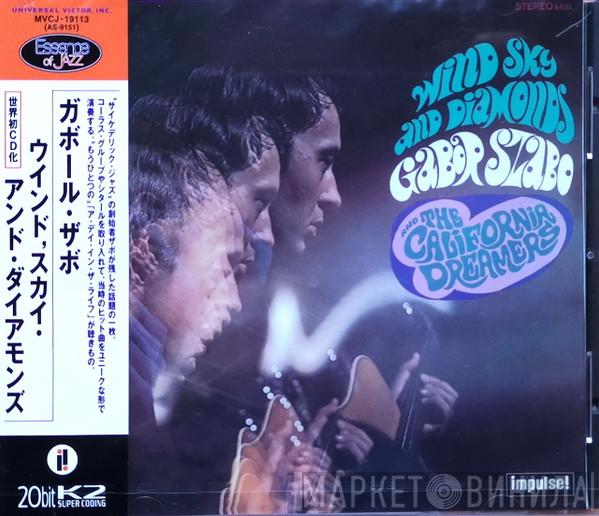 UNIVERSAL VICTOR, INC.
MVCJ-19113
(AS-9151)
Essence
of JAZZ
世界初CD化
ウインド,スカイ・
アンド・ダイアモンズ
ガボール・ザボ
“サイケデリック・ジャズ”の創始者ザボが残した話題の一枚。
コーラス・グループやシタールを取り入れて、当時のヒット曲をユニークな形で
演奏する、“もうひとつの「ア・デイ・イン・ザ・ライフ」”が聴きもの。
i!
20bit K2
SUPER CODING
STEREO
WIND SKY
AND DIAMONDS
GABOR SZABO
AND THE
CALIFORNIA
DREAMERS
impulse!
МАРКЕТ ВИНИЛА